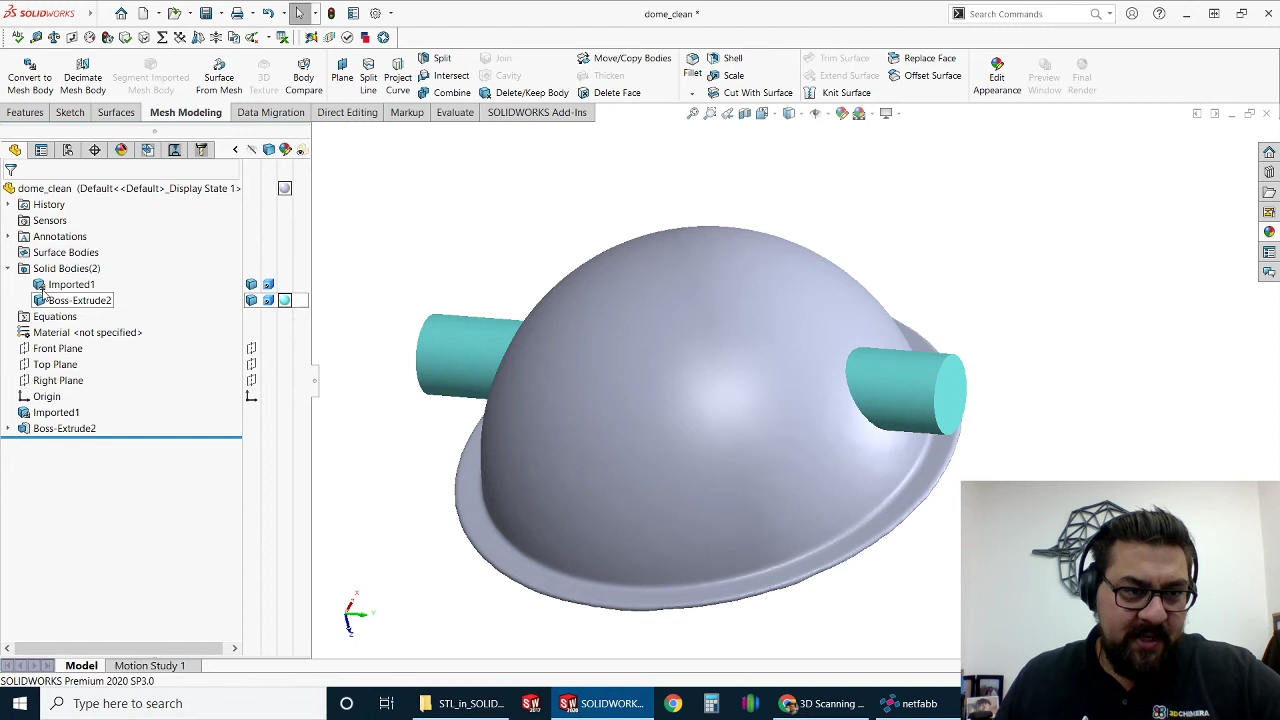 SOLIDWORKS
dome_clean *
Search Commands
Convert to Mesh Body
Decimate Mesh Body
Segment Imported Mesh Body
Surface From Mesh
3D Texture
Body Compare
Plane
Split Line
Project Curve
Split
Intersect
Combine
Join
Cavity
Delete/Keep Body
Move/Copy Bodies
Thicken
Delete Face
Fillet
Shell
Scale
Cut With Surface
Trim Surface
Extend Surface
Knit Surface
Replace Face
Offset Surface
Edit Appearance
Preview Window
Final Render
Features
Sketch
Surfaces
Mesh Modeling
Data Migration
Direct Editing
Markup
Evaluate
SOLIDWORKS Add-Ins
dome_clean (Default<<Default>_Display State 1>
History
Sensors
Annotations
Surface Bodies
Solid Bodies(2)
Imported1
Boss-Extrude2
Equations
Material <not specified>
Front Plane
Top Plane
Right Plane
Origin
Imported1
Boss-Extrude2
X
Y
Z
Model
Motion Study 1
SOLIDWORKS Premium 2020 SP3.0
Type here to search
STL_in_SOLID...
2017
2020
SOLIDWORK...
3D Scanning ...
netfabb
3DCHIMERA